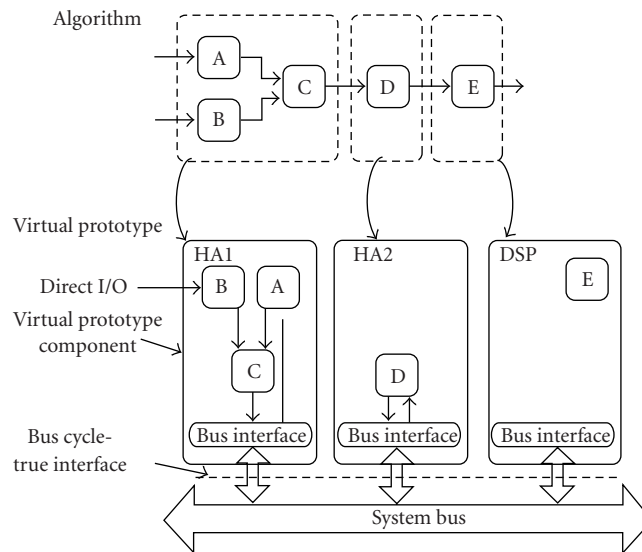 Algorithm
A
B
C
D
E
Virtual prototype
HA1
HA2
DSP
Direct I/O
B
A
E
Virtual prototype
component
C
D
Bus interface
Bus interface
Bus interface
Bus cycle-
true interface
System bus